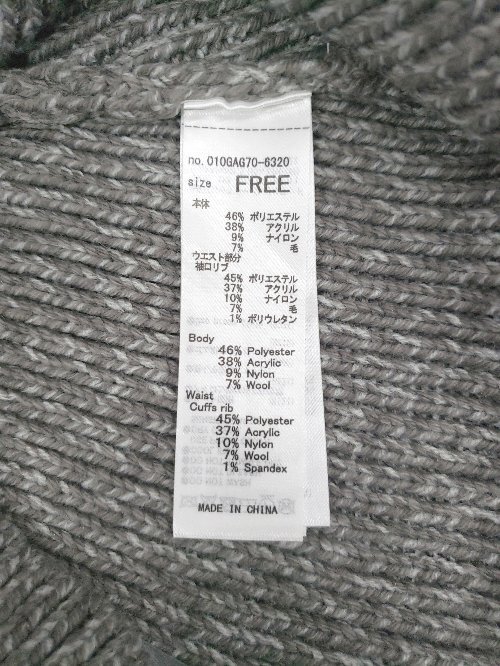 no. 010GAG70-6320
size FREE
本体
46% ポリエステル
38% アクリル
9% ナイロン
7% 毛
ウエスト部分
袖口リブ
45% ポリエステル
37% アクリル
10% ナイロン
7% 毛
1% ポリウレタン
Body
46% Polyester
38% Acrylic
9% Nylon
7% Wool
Waist
Cuffs rib
45% Polyester
37% Acrylic
10% Nylon
7% Wool
1% Spandex
MADE IN CHINA